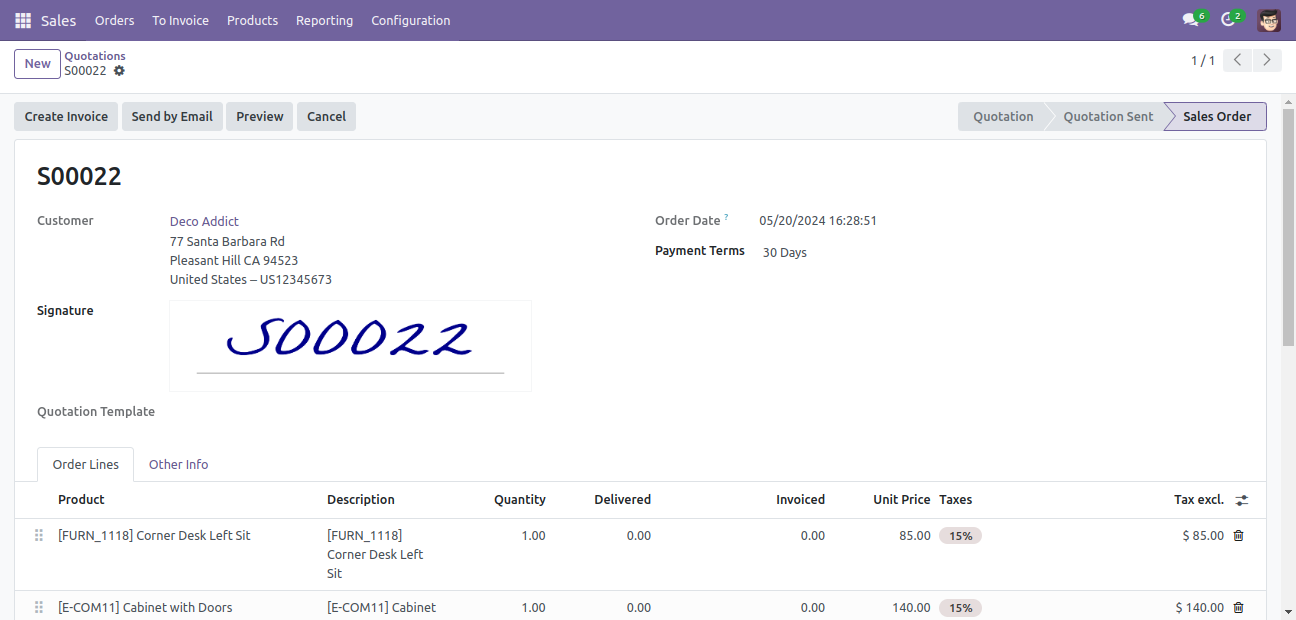 Sales Orders To Invoice Products Reporting Configuration 6 2
New Quotations
S00022
1 / 1
Create Invoice Send by Email Preview Cancel Quotation Quotation Sent Sales Order
S00022
Customer Deco Addict
77 Santa Barbara Rd
Pleasant Hill CA 94523
United States – US12345673
Order Date ? 05/20/2024 16:28:51
Payment Terms 30 Days
Signature S00022
Quotation Template
Order Lines Other Info
Product Description Quantity Delivered Invoiced Unit Price Taxes Tax excl.
[FURN_1118] Corner Desk Left Sit [FURN_1118] 1.00 0.00 0.00 85.00 15% $ 85.00
Corner Desk Left
Sit
[E-COM11] Cabinet with Doors [E-COM11] Cabinet 1.00 0.00 0.00 140.00 15% $ 140.00